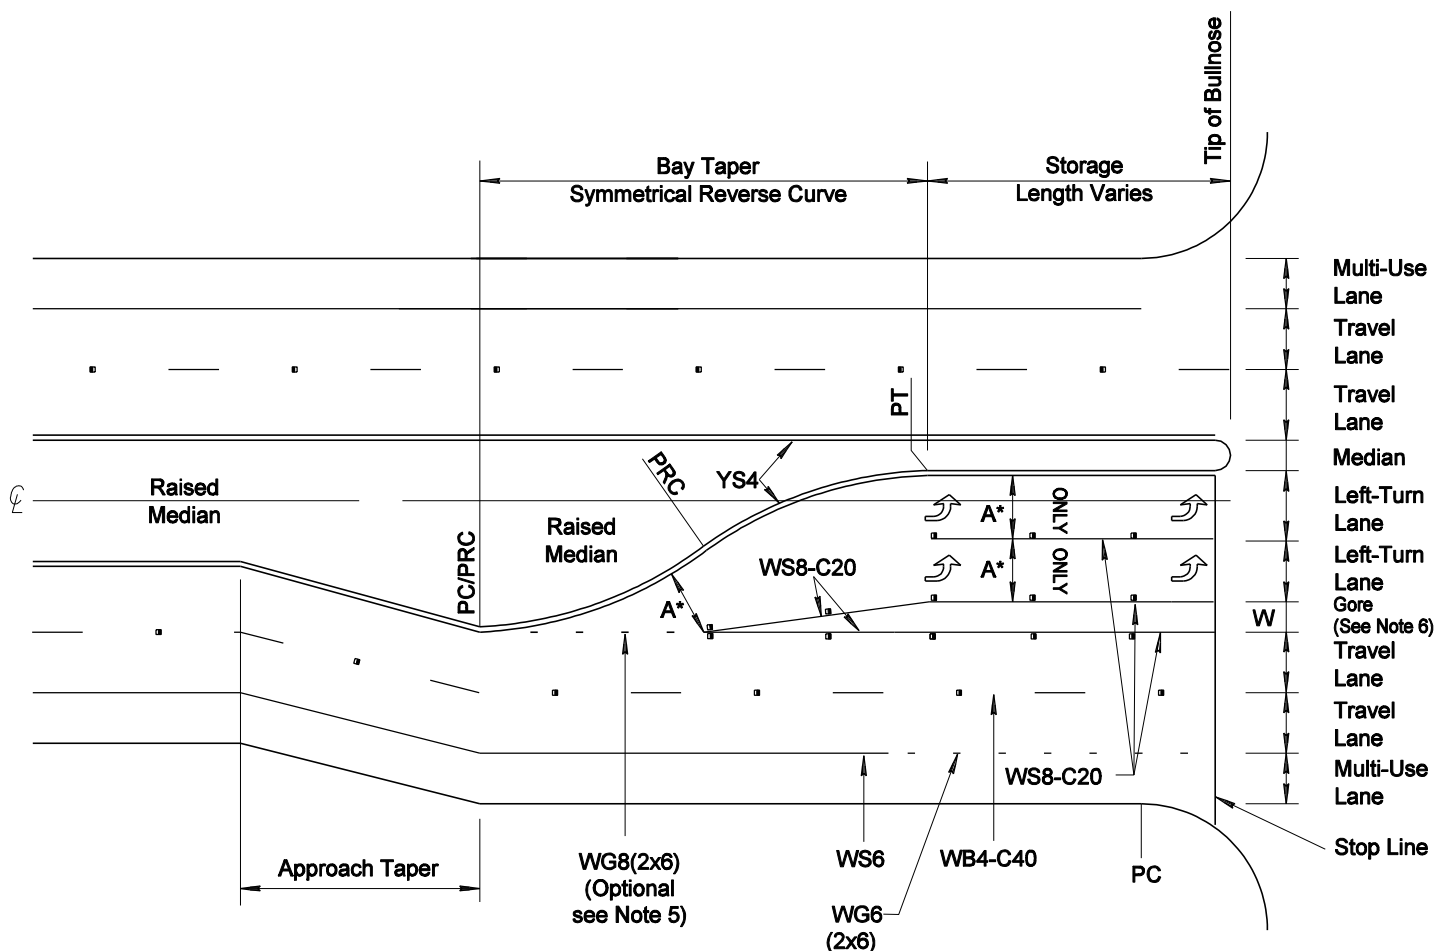 Tip of Bullnose
Bay Taper
Symmetrical Reverse Curve
Storage
Length Varies
Multi-Use
Lane
Travel
Lane
Travel
Lane
Median
Left-Turn
Lane
Left-Turn
Lane
Gore
(See Note 6)
W
Travel
Lane
Travel
Lane
Multi-Use
Lane
Stop Line
PT
PRC
YS4
℄
Raised
Median
Raised
Median
PC/PRC
A*
ONLY
A*
ONLY
WS8-C20
A*
WS8-C20
Approach Taper
WG8(2x6)
(Optional
see Note 5)
WS6
WB4-C40
WG6
(2x6)
PC